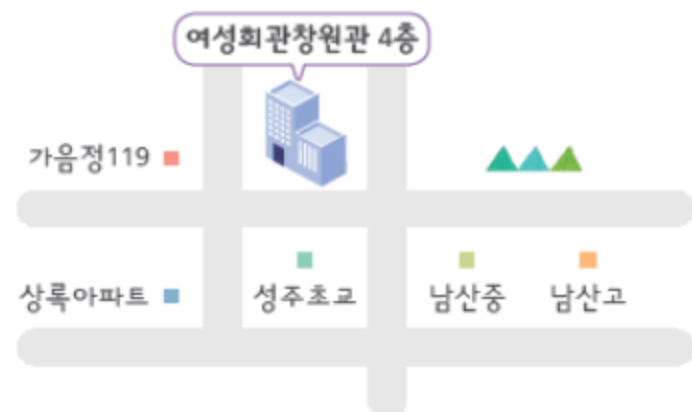 여성회관창원관 4층
가음정119
상록아파트
성주초교
남산중
남산고